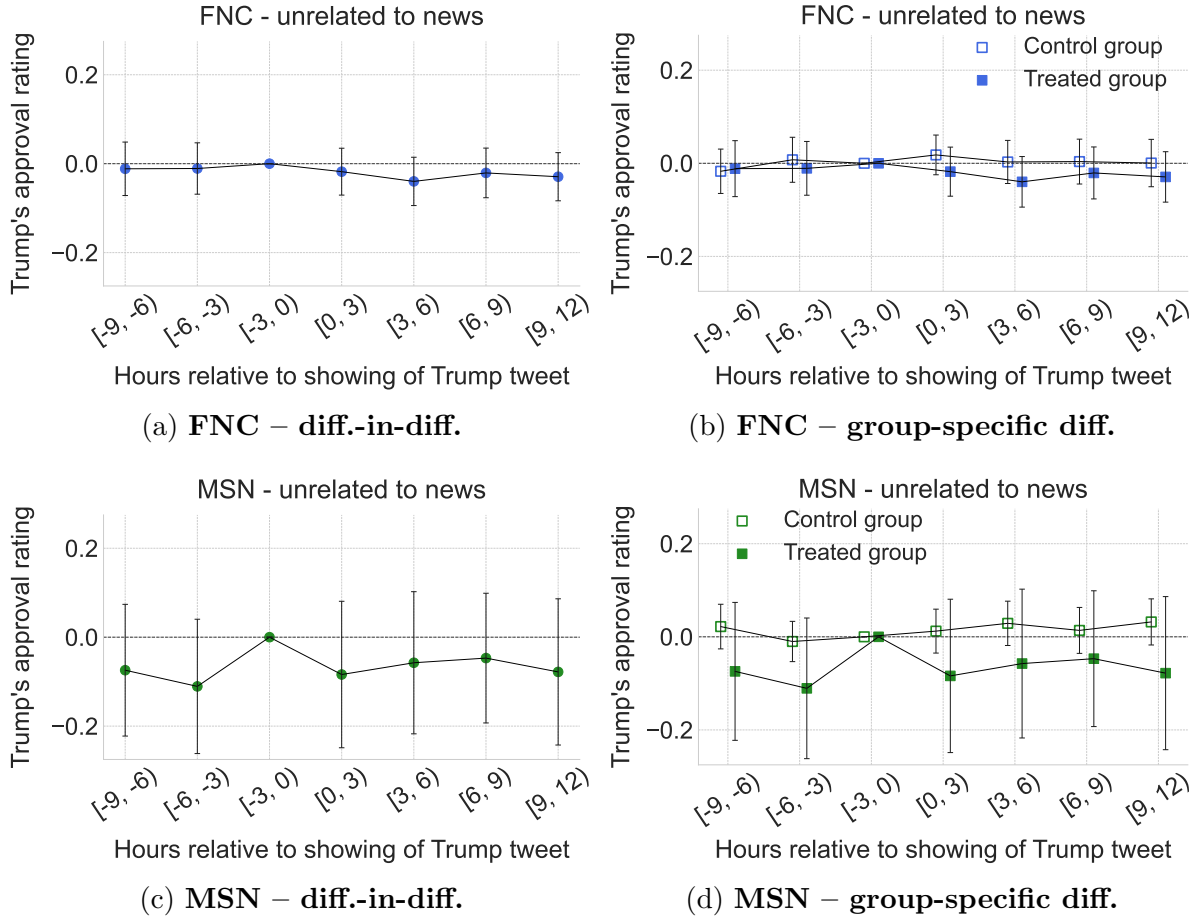 FNC - unrelated to news
Trump's approval rating
0.2
0.0
−0.2
[-9, -6)
[-6, -3)
[-3, 0)
[0, 3)
[3, 6)
[6, 9)
[9, 12)
Hours relative to showing of Trump tweet
(a) FNC – diff.-in-diff.
FNC - unrelated to news
Control group
Treated group
Trump's approval rating
0.2
0.0
−0.2
[-9, -6)
[-6, -3)
[-3, 0)
[0, 3)
[3, 6)
[6, 9)
[9, 12)
Hours relative to showing of Trump tweet
(b) FNC – group-specific diff.
MSN - unrelated to news
Trump's approval rating
0.2
0.0
−0.2
[-9, -6)
[-6, -3)
[-3, 0)
[0, 3)
[3, 6)
[6, 9)
[9, 12)
Hours relative to showing of Trump tweet
(c) MSN – diff.-in-diff.
MSN - unrelated to news
Control group
Treated group
Trump's approval rating
0.2
0.0
−0.2
[-9, -6)
[-6, -3)
[-3, 0)
[0, 3)
[3, 6)
[6, 9)
[9, 12)
Hours relative to showing of Trump tweet
(d) MSN – group-specific diff.